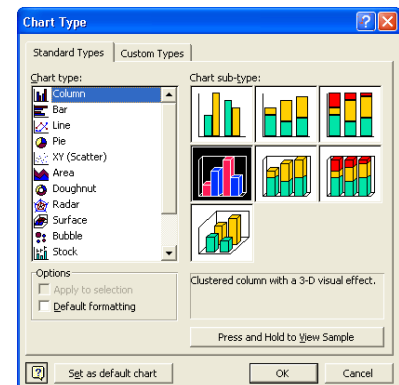 Chart Type
Standard Types
Custom Types
Chart type:
Chart sub-type:
Column
Bar
Line
Pie
XY (Scatter)
Area
Doughnut
Radar
Surface
Bubble
Stock
Options
Apply to selection
Default formatting
Clustered column with a 3-D visual effect.
Press and Hold to View Sample
Set as default chart
OK
Cancel